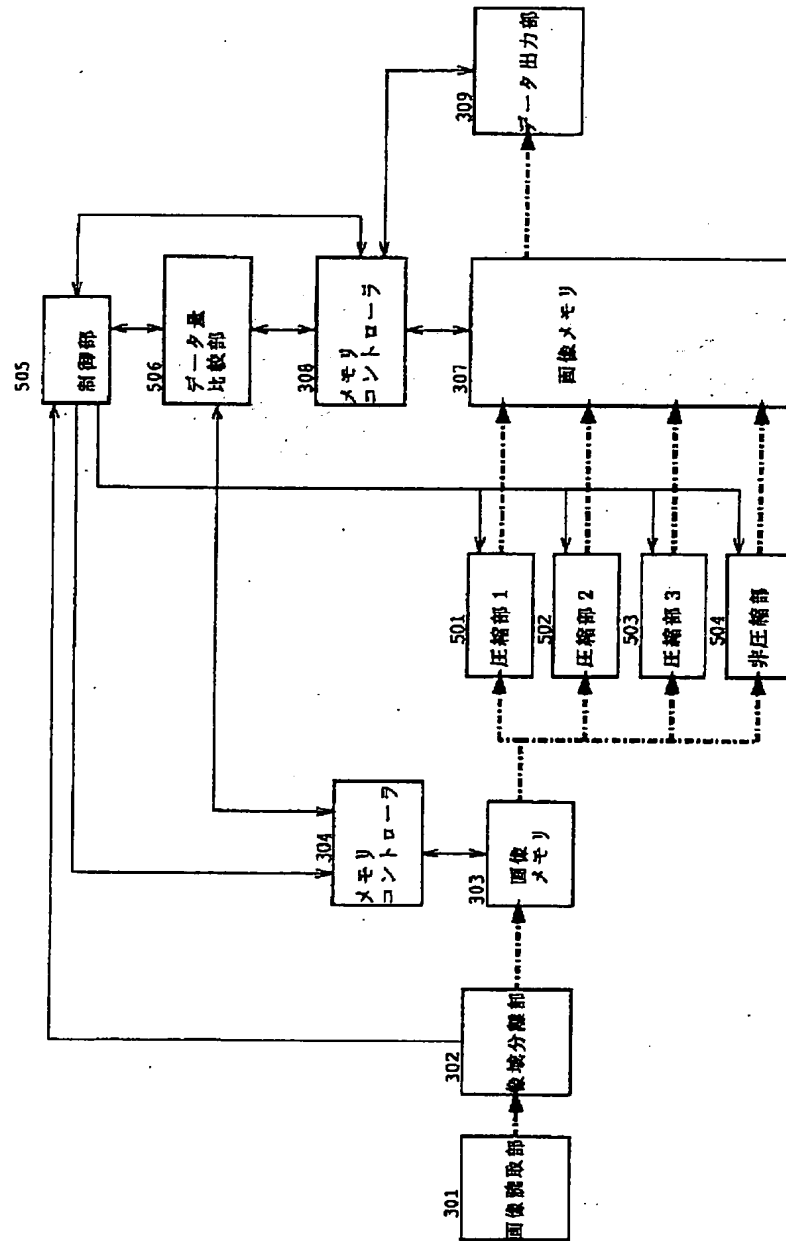 301
画像読取部
302
像域分離部
303
画像
メモリ
304
メモリ
コントローラ
501
圧縮部1
502
圧縮部2
503
圧縮部3
504
非圧縮部
505
制御部
506
データ量
比較部
308
メモリ
コントローラ
307
画像メモリ
309
データ出力部